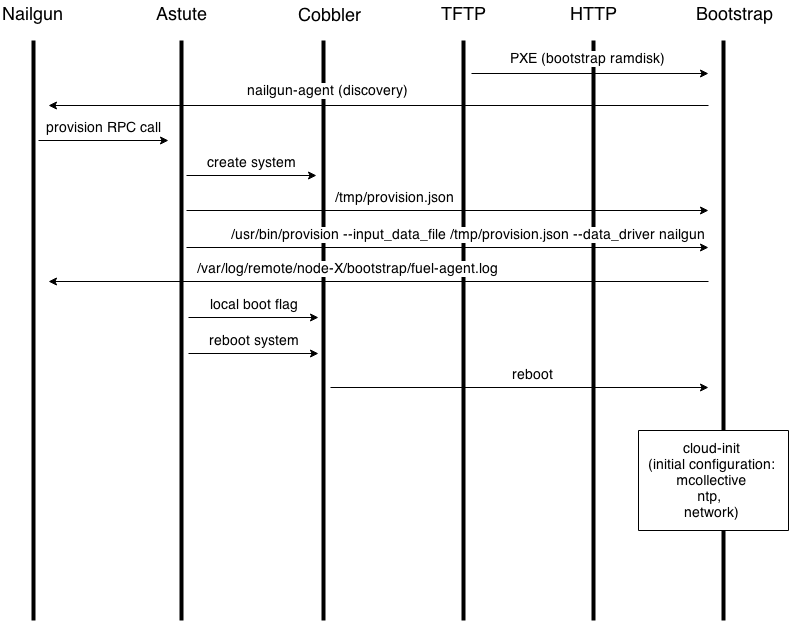 Nailgun Astute Cobbler TFTP HTTP Bootstrap
PXE (bootstrap ramdisk)
nailgun-agent (discovery)
provision RPC call
create system
/tmp/provision.json
/usr/bin/provision --input_data_file /tmp/provision.json --data_driver nailgun
/var/log/remote/node-X/bootstrap/fuel-agent.log
local boot flag
reboot system
reboot
cloud-init
(initial configuration:
mcollective
ntp,
network)